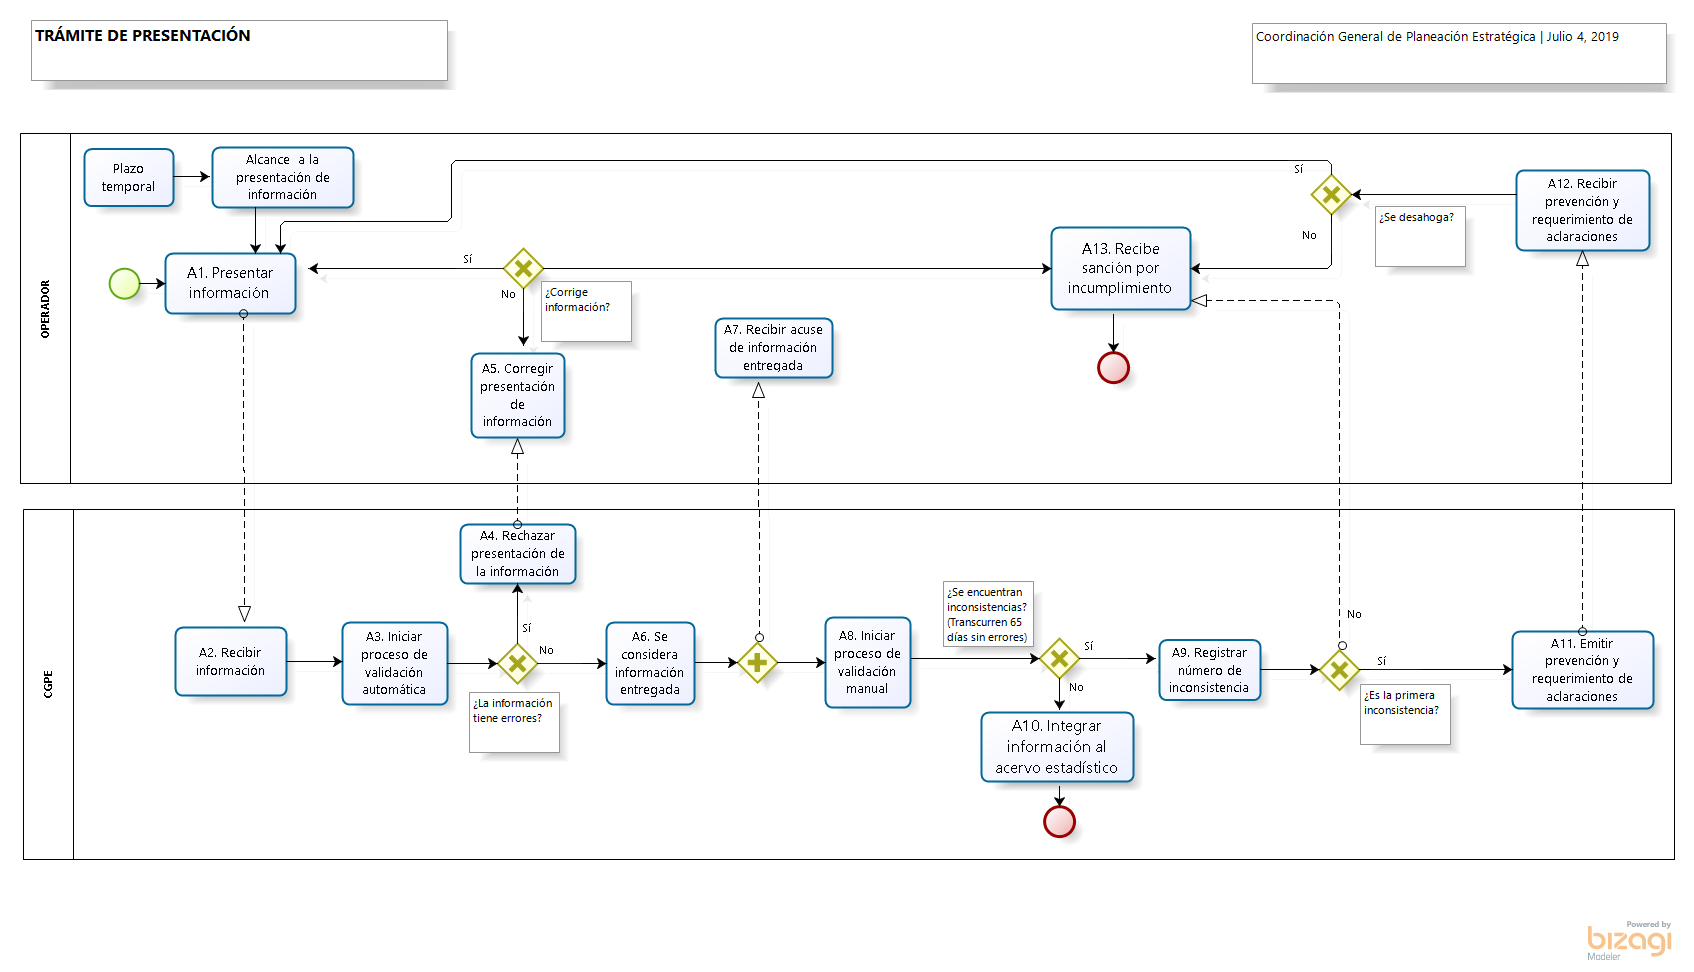 TRÁMITE DE PRESENTACIÓN
Coordinación General de Planeación Estratégica | Julio 4, 2019
OPERADOR
Plazo
temporal
Alcance a la
presentación de
información
A1. Presentar
información
Sí
No
¿Corrige
información?
A5. Corregir
presentación
de
información
A7. Recibir acuse
de información
entregada
A13. Recibe
sanción por
incumplimiento
Sí
No
¿Se desahoga?
A12. Recibir
prevención y
requerimiento de
aclaraciones
CGPE
A2. Recibir
información
A3. Iniciar
proceso de
validación
automática
A4. Rechazar
presentación de
la información
Sí
No
¿La información
tiene errores?
A6. Se
considera
información
entregada
A8. Iniciar
proceso de
validación
manual
¿Se encuentran
inconsistencias?
(Transcurren 65
días sin errores)
Sí
No
A10. Integrar
información al
acervo estadístico
A9. Registrar
número de
inconsistencia
No
Sí
¿Es la primera
inconsistencia?
A11. Emitir
prevención y
requerimiento de
aclaraciones
Powered by
bizagi
Modeler